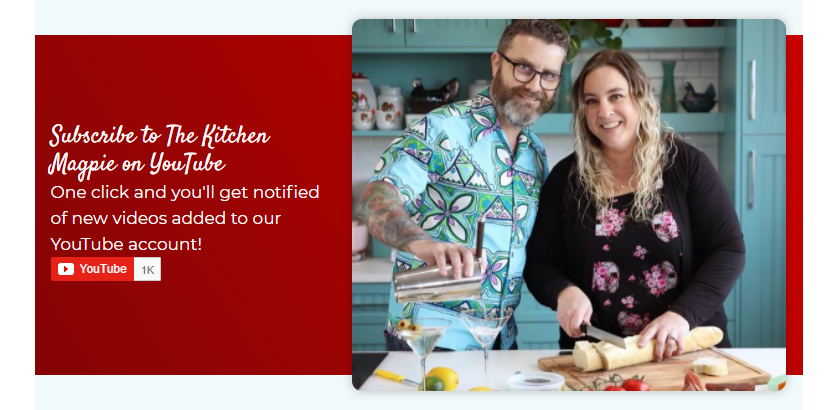 Subscribe to The Kitchen
Magpie on YouTube
One click and you'll get notified
of new videos added to our
YouTube account!
YouTube 1K